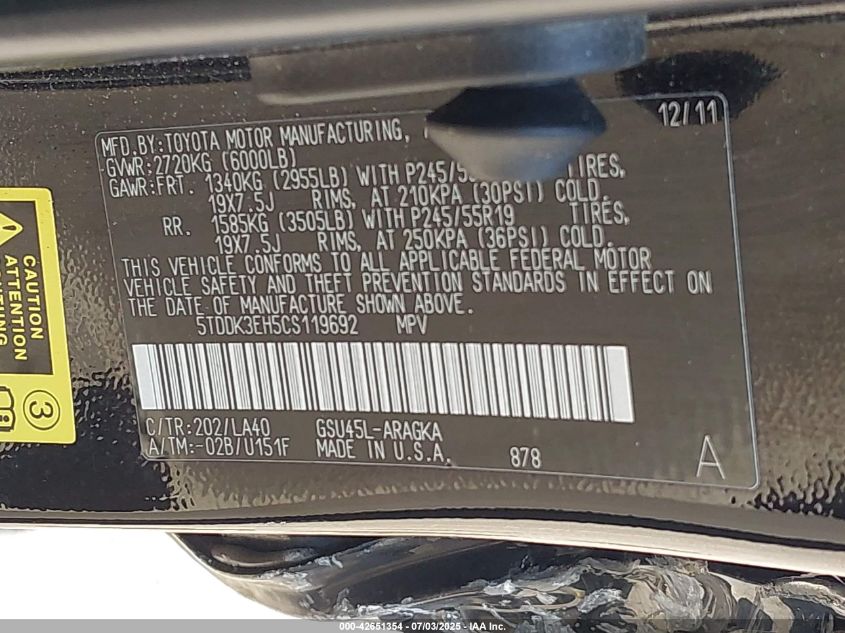 12/11
MFD.BY:TOYOTA MOTOR MANUFACTURING,
GVWR:2720KG (6000LB)
GAWR:FRT. 1340KG (2955LB) WITH P245/5 TIRES,
19X7.5J RIMS, AT 210KPA (30PSI) COLD.
RR. 1585KG (3505LB) WITH P245/55R19 TIRES,
19X7.5J RIMS, AT 250KPA (36PSI) COLD.
THIS VEHICLE CONFORMS TO ALL APPLICABLE FEDERAL MOTOR
VEHICLE SAFETY AND THEFT PREVENTION STANDARDS IN EFFECT ON
THE DATE OF MANUFACTURE SHOWN ABOVE.
5TDDK3EH5CS119692 MPV
C/TR:202/LA40 GSU45L-ARAGKA
A/TM:-02B/U151F MADE IN U.S.A. 878
A
CAUTION
ATTENTION
3
000-42651354 - 07/03/2025 - IAA Inc.